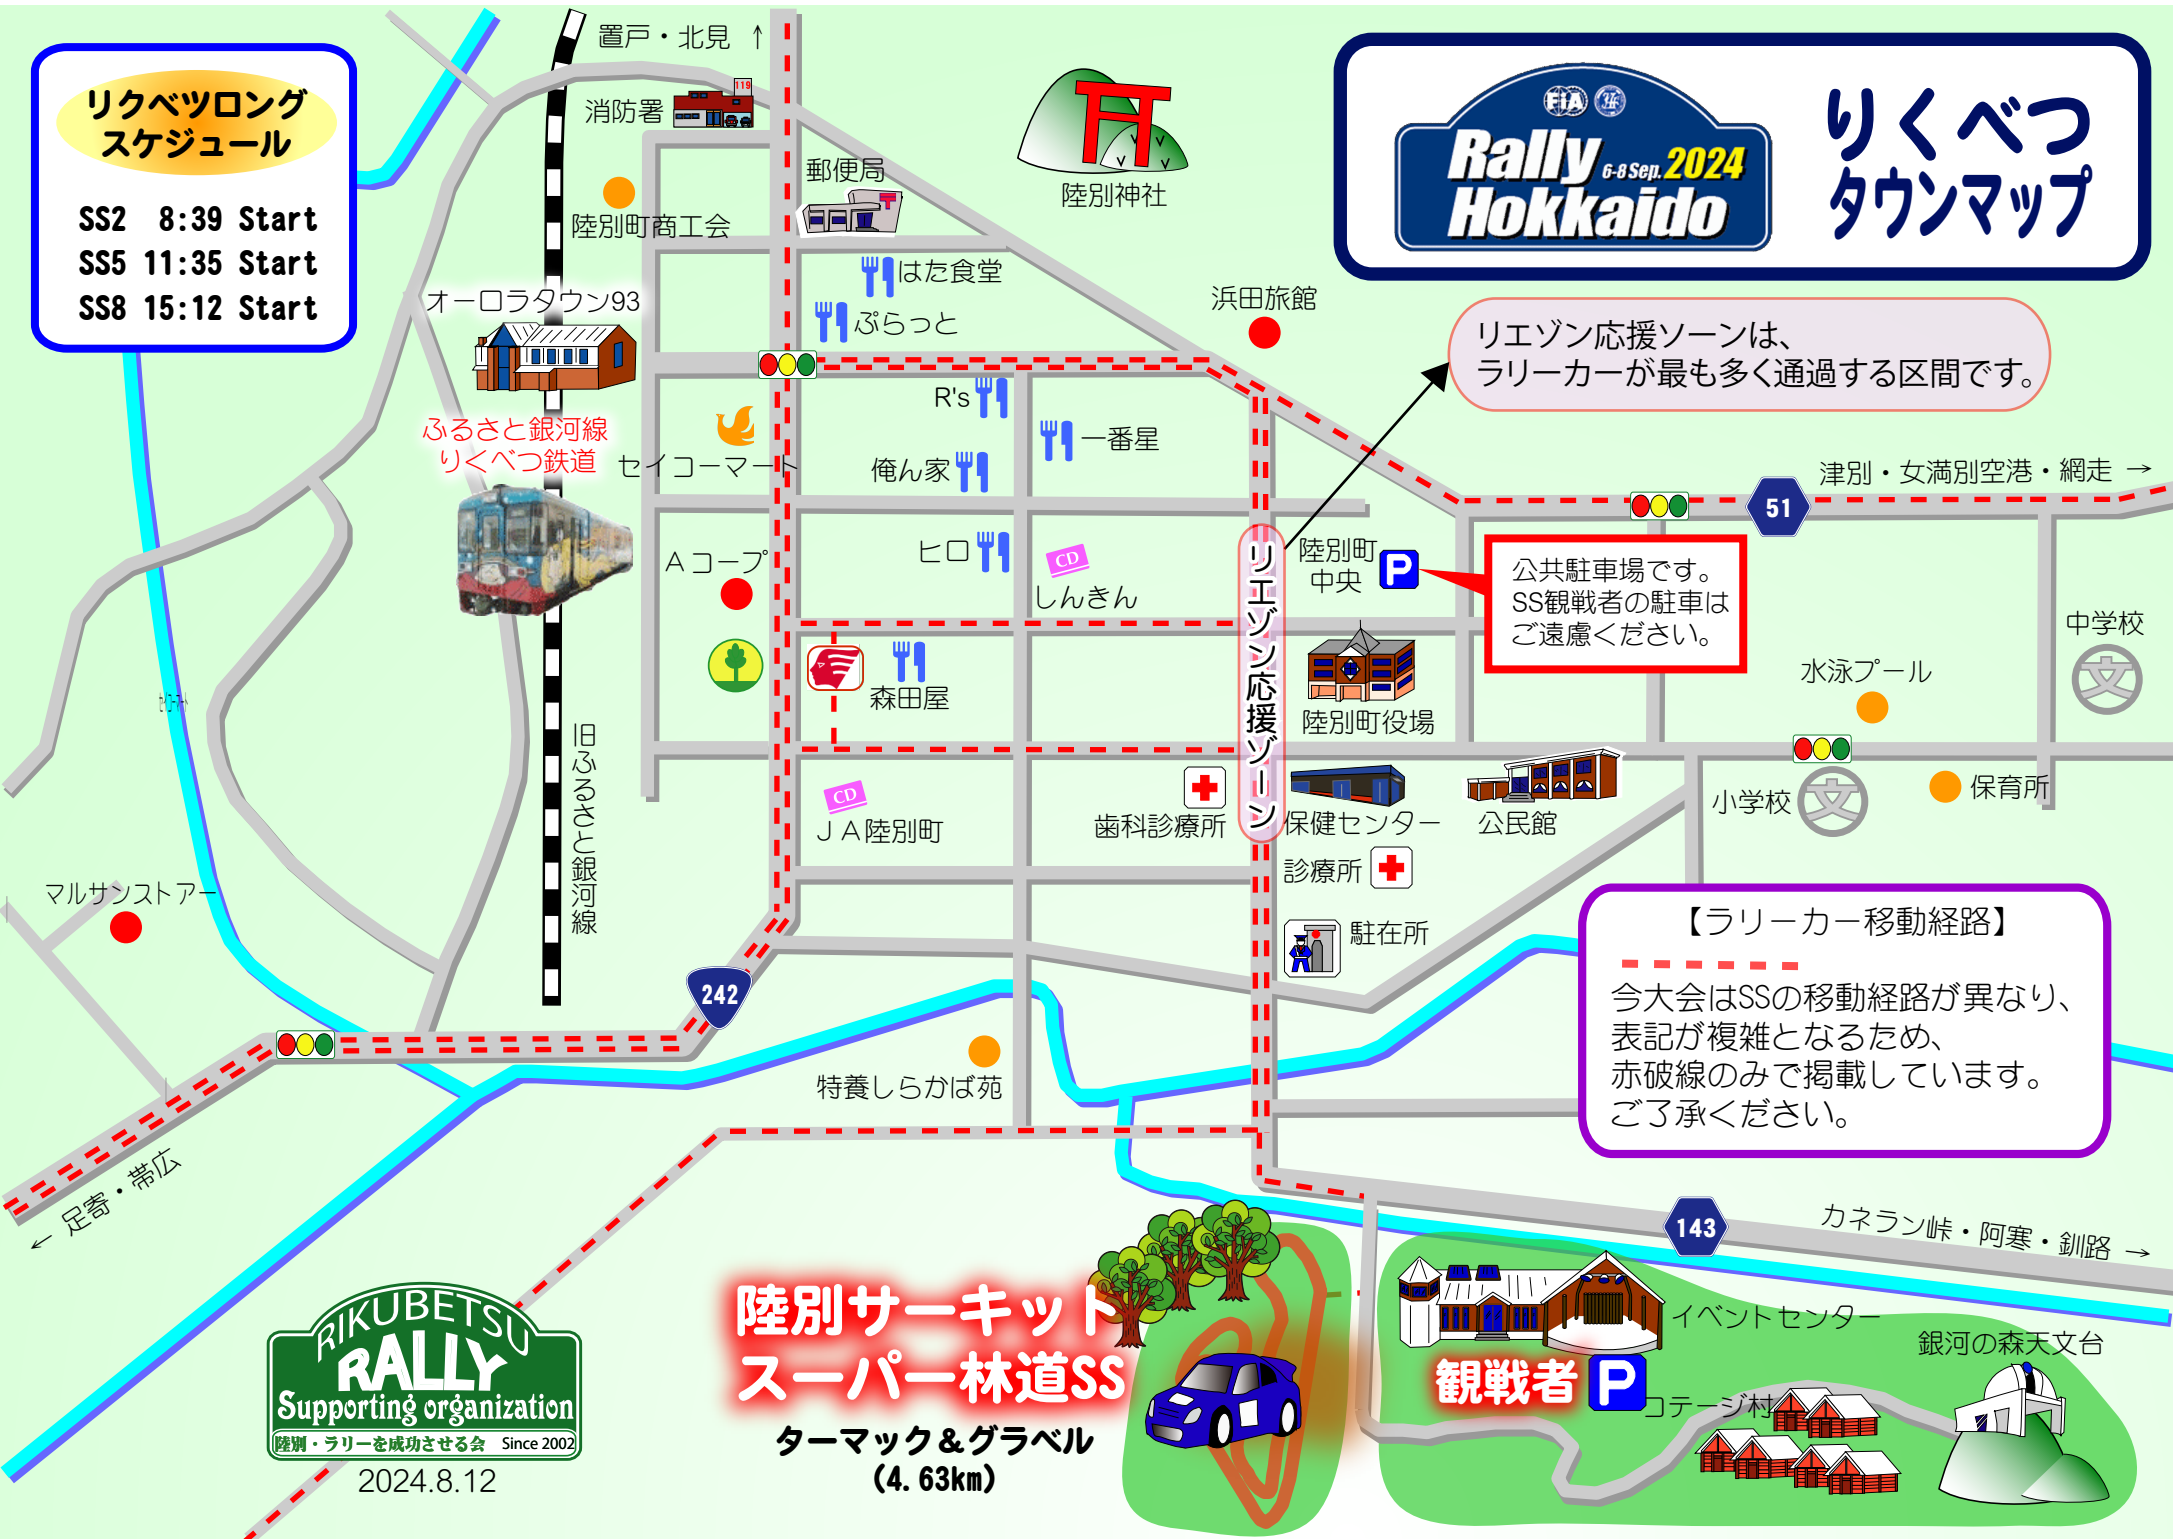 リクベツロング
スケジュール
SS2 8:39 Start
SS5 11:35 Start
SS8 15:12 Start
置戸・北見 ↑
消防署
119
陸別町商工会
郵便局
陸別神社
FIA
Rally
6-8 Sep. 2024
Hokkaido
りくべつ
タウンマップ
はた食堂
ぷらっと
オーロラタウン93
ふるさと銀河線
りくべつ鉄道
浜田旅館
リエゾン応援ソーンは、
ラリーカーが最も多く通過する区間です。
R's
一番星
俺ん家
セイコーマート
津別・女満別空港・網走 →
51
ヒロ
CD
しんきん
Aコープ
陸別町
中央
P
公共駐車場です。
SS観戦者の駐車は
ご遠慮ください。
リエゾン応援ゾーン
森田屋
陸別町役場
中学校
文
水泳プール
旧ふるさと銀河線
CD
JA陸別町
歯科診療所
保健センター
公民館
小学校
文
保育所
診療所
駐在所
マルサンストアー
242
特養しらかば苑
【ラリーカー移動経路】
今大会はSSの移動経路が異なり、
表記が複雑となるため、
赤破線のみで掲載しています。
ご了承ください。
← 足寄・帯広
143
カネラン峠・阿寒・釧路 →
陸別サーキット
スーパー林道SS
ターマック&グラベル
(4.63km)
イベントセンター
観戦者 P
コテージ村
銀河の森天文台
RIKUBETSU
RALLY
Supporting organization
陸別・ラリーを成功させる会 Since 2002
2024.8.12